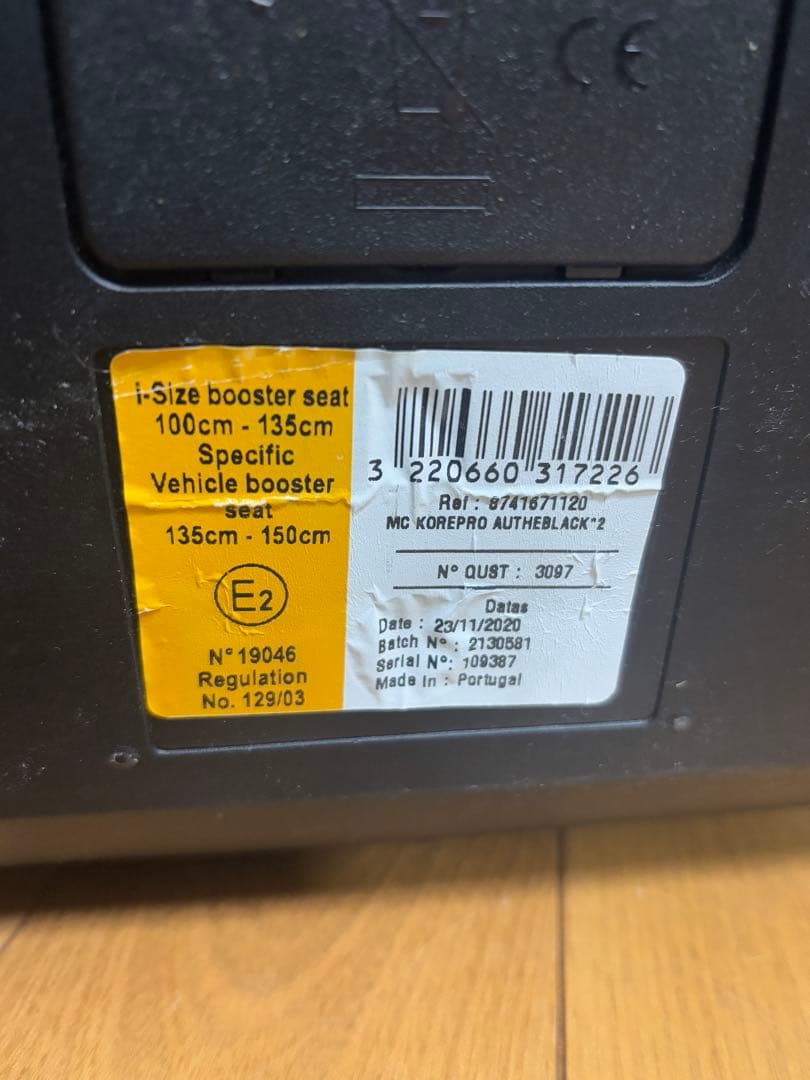 CE
i-Size booster seat
100cm - 135cm
Specific
Vehicle booster
seat
135cm - 150cm
E2
N° 19046
Regulation
No. 129/03
3 220660 317226
Ref : 8741671120
MC KOREPRO AUTHEBLACK*2
N° QUST : 3097
Datas
Date : 23/11/2020
Batch N° : 2130581
Serial N°: 109387
Made In : Portugal